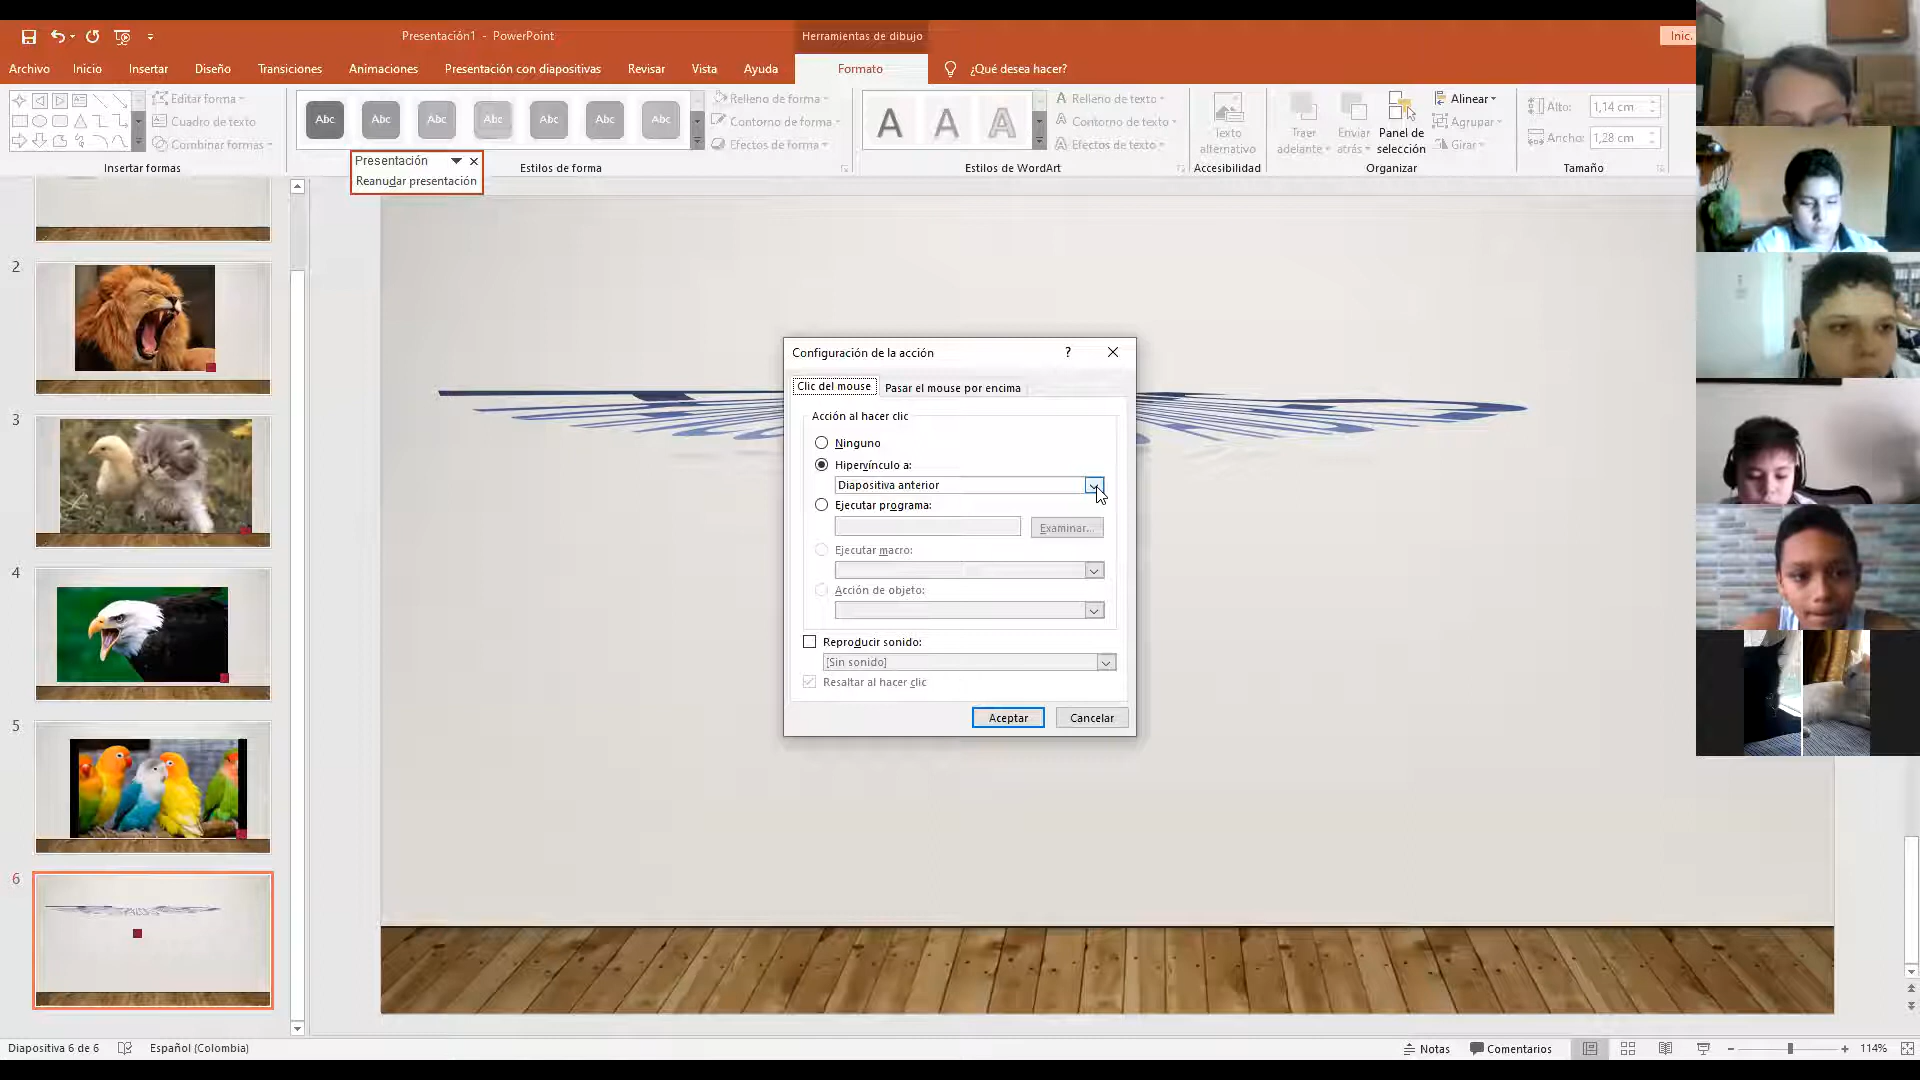 Presentación1 - PowerPoint
Herramientas de dibujo
Inic.
Archivo
Inicio
Insertar
Diseño
Transiciones
Animaciones
Presentación con diapositivas
Revisar
Vista
Ayuda
Formato
¿Qué desea hacer?
Editar forma
Cuadro de texto
Combinar formas
Insertar formas
Abc
Abc
Abc
Abc
Abc
Abc
Abc
Relleno de forma
Contorno de forma
Efectos de forma
Estilos de forma
A
A
A
Relleno de texto
Contorno de texto
Efectos de texto
Estilos de WordArt
Texto
alternativo
Accesibilidad
Traer
adelante
Enviar
atrás
Panel de
selección
Alinear
Agrupar
Girar
Organizar
Alto:
1,14 cm
Ancho:
1,28 cm
Tamaño
Presentación
Reanudar presentación
2
3
4
5
6
Configuración de la acción
?
Clic del mouse
Pasar el mouse por encima
Acción al hacer clic
Ninguno
Hipervínculo a:
Diapositiva anterior
Ejecutar programa:
Examinar...
Ejecutar macro:
Acción de objeto:
Reproducir sonido:
[Sin sonido]
Resaltar al hacer clic
Aceptar
Cancelar
Diapositiva 6 de 6
Español (Colombia)
Notas
Comentarios
114%